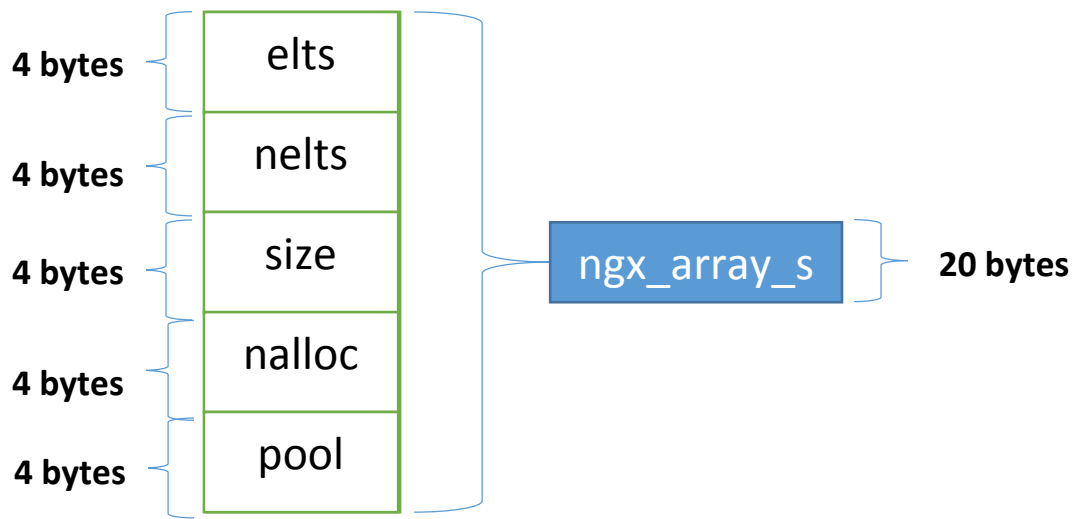 4 bytes
elts
4 bytes
nelts
4 bytes
size
4 bytes
nalloc
4 bytes
pool
ngx_array_s
20 bytes